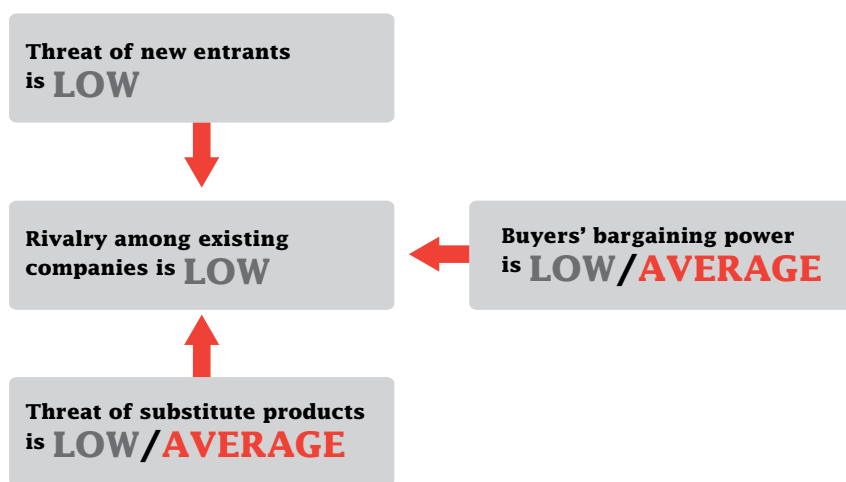 Threat of new entrants
is LOW
Rivalry among existing
companies is LOW
Buyers’ bargaining power
is LOW/AVERAGE
Threat of substitute products
is LOW/AVERAGE